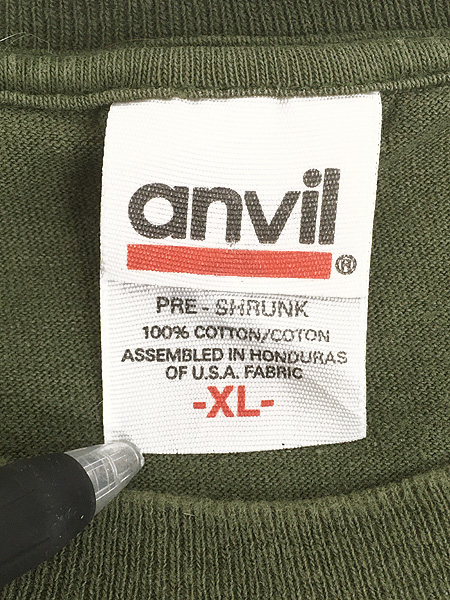 anvil®
PRE-SHRUNK
100% COTTON/COTON
ASSEMBLED IN HONDURAS
OF U.S.A. FABRIC
-XL-